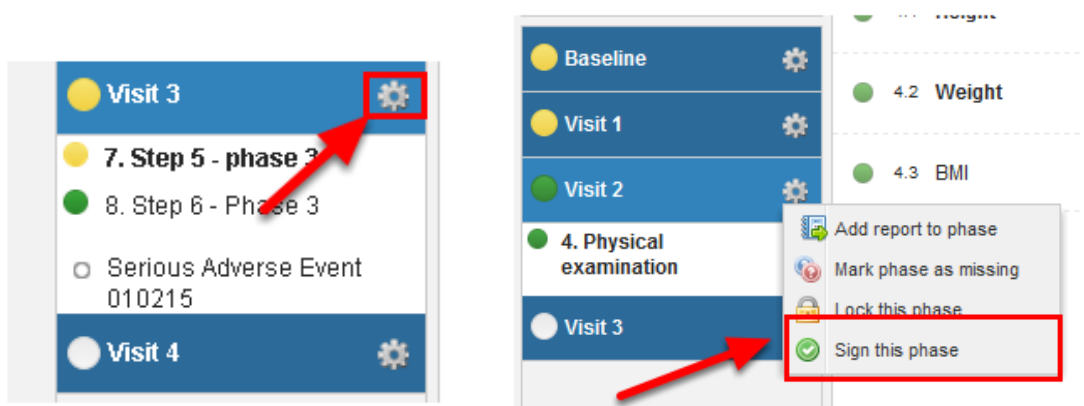 Visit 3
7. Step 5 - phase 3
8. Step 6 - Phase 3
Serious Adverse Event
010215
Visit 4
Baseline
Visit 1
Visit 2
4. Physical
examination
Visit 3
4.2 Weight
4.3 BMI
Add report to phase
Mark phase as missing
Lock this phase
Sign this phase